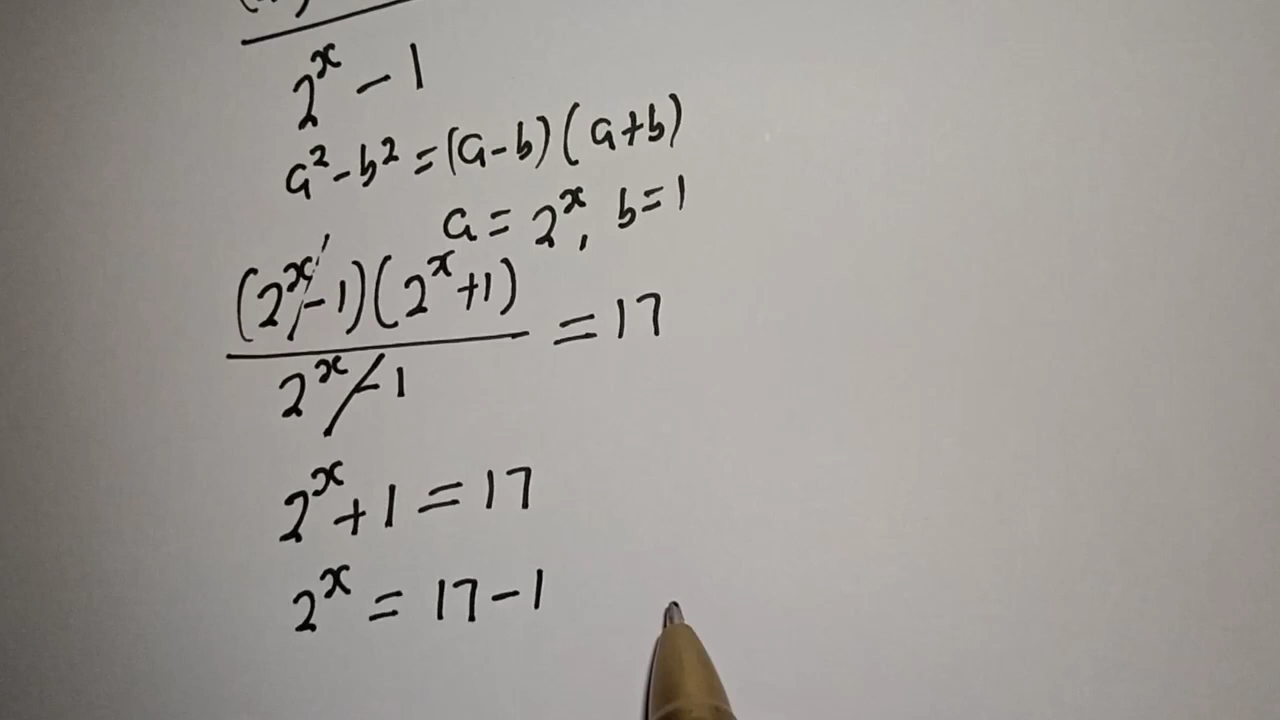 2^x - 1
a² - b² = (a-b)(a+b)
a = 2^x, b=1
(2^x - 1)(2^x + 1)
= 17
2^x - 1
2^x + 1 = 17
2^x = 17 - 1